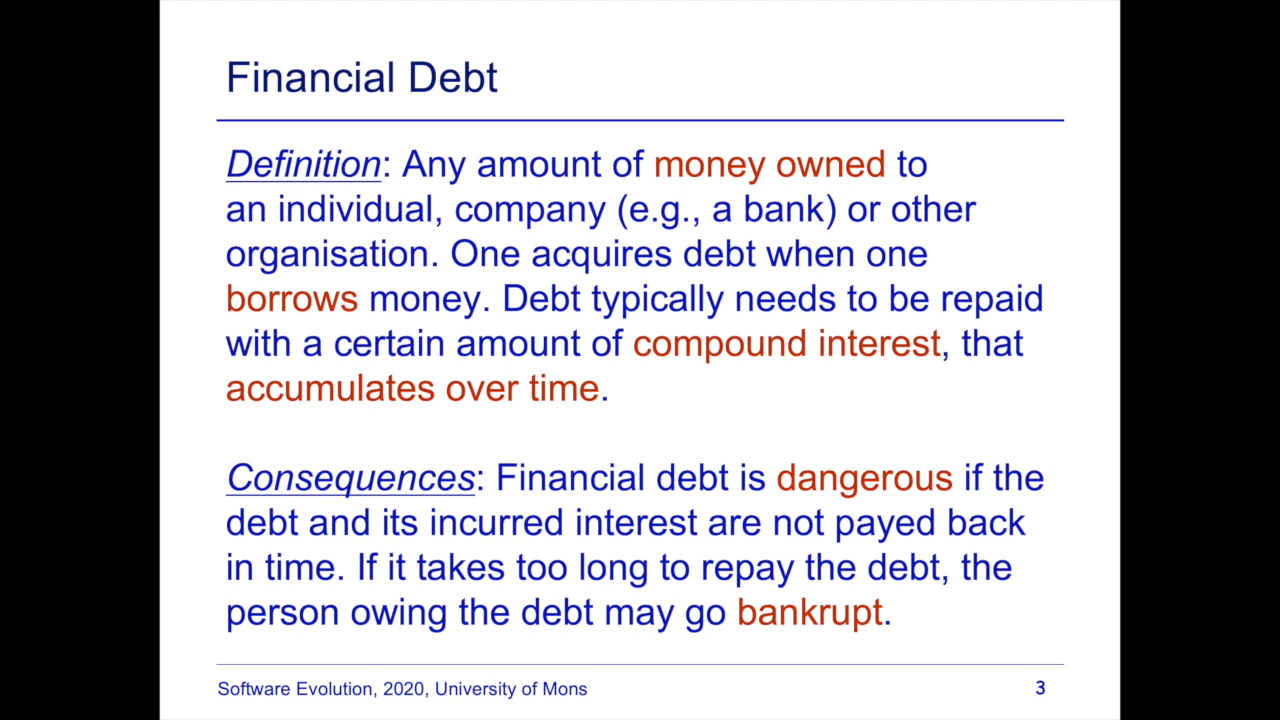 Financial Debt
Definition: Any amount of money owned to
an individual, company (e.g., a bank) or other
organisation. One acquires debt when one
borrows money. Debt typically needs to be repaid
with a certain amount of compound interest, that
accumulates over time.
Consequences: Financial debt is dangerous if the
debt and its incurred interest are not payed back
in time. If it takes too long to repay the debt, the
person owing the debt may go bankrupt.
Software Evolution, 2020, University of Mons
3